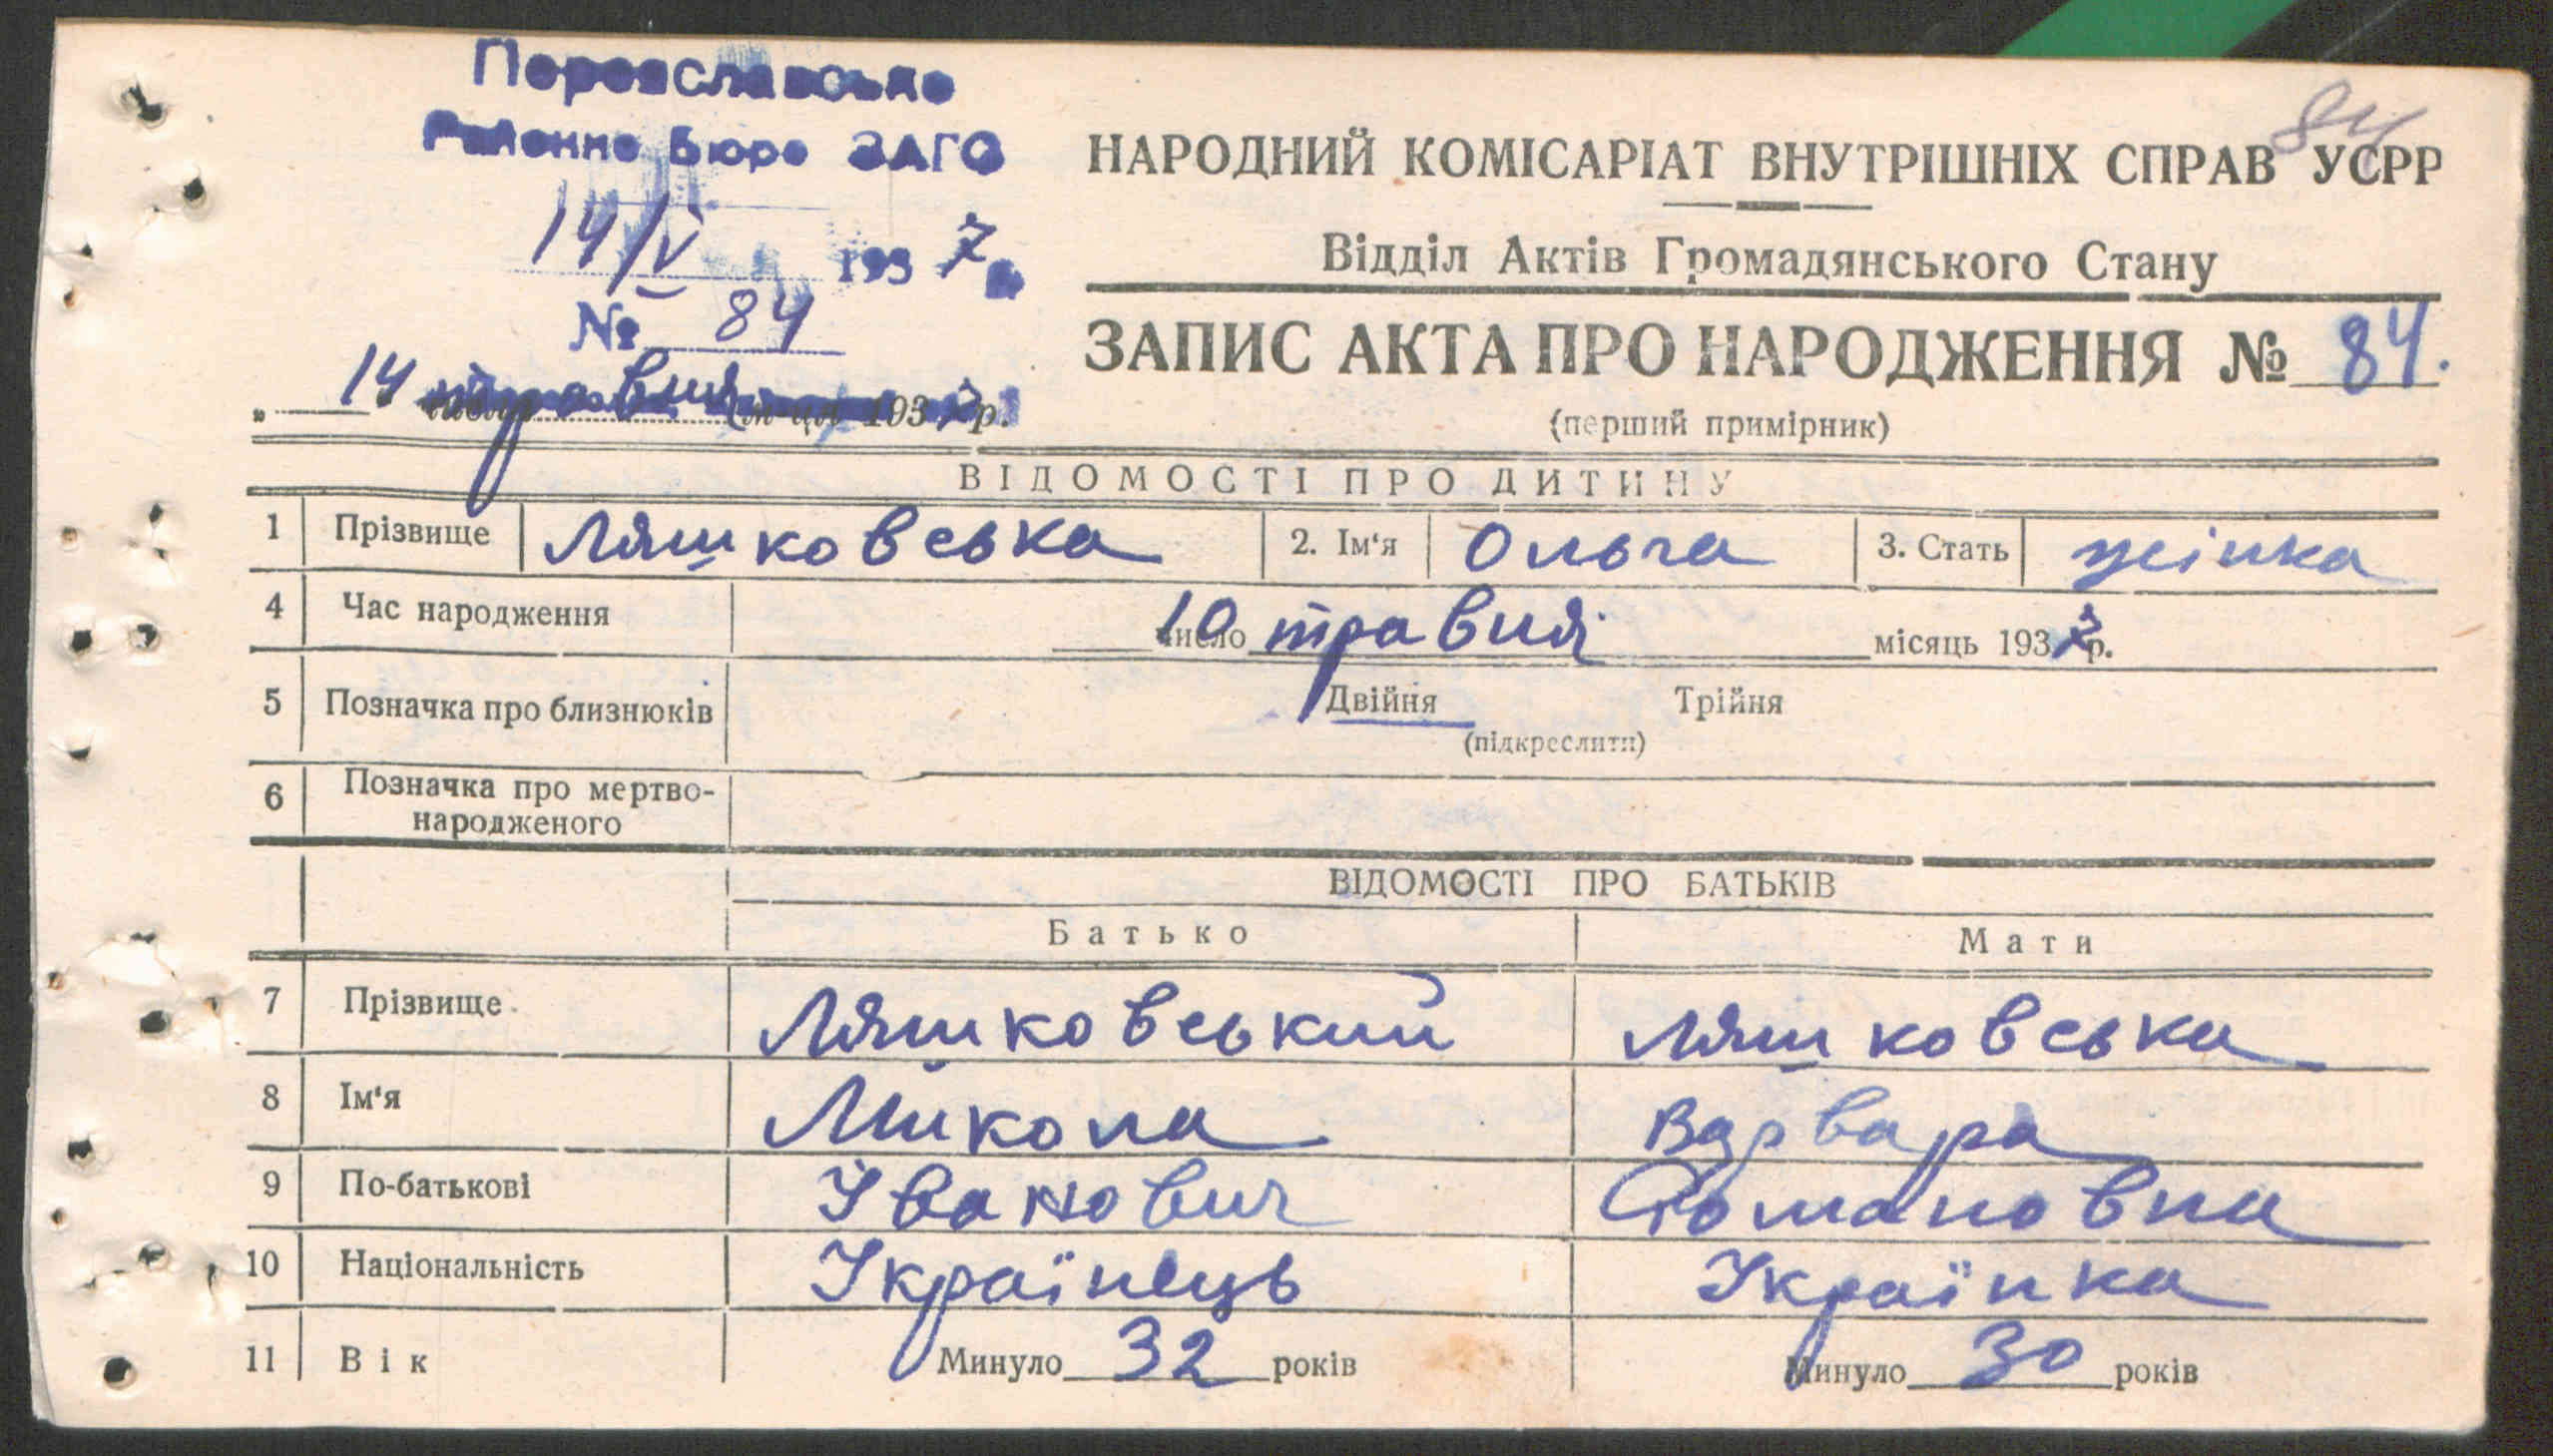 Переяславське
Районне Бюро ЗАГС
14/V 1937
№ 84
„ 14 травня м-ця 1937 р.
84
НАРОДНИЙ КОМІСАРІАТ ВНУТРІШНІХ СПРАВ УСРР
Відділ Актів Громадянського Стану
ЗАПИС АКТА ПРО НАРОДЖЕННЯ № 84.
(перший примірник)
ВІДОМОСТІ ПРО ДИТИНУ
1 Прізвище Ляшковська 2. Ім'я Ольга 3. Стать жінка
4 Час народження 10 число травня місяць 1937 р.
5 Позначка про близнюків Двійня Трійня
(підкреслити)
6 Позначка про мертво-
народженого
ВІДОМОСТІ ПРО БАТЬКІВ
Батько Мати
7 Прізвище Ляшковський Ляшковська
8 Ім'я Микола Варвара
9 По-батькові Іванович Романовна
10 Національність Українець Українка
11 Вік Минуло 32 років Минуло 30 років